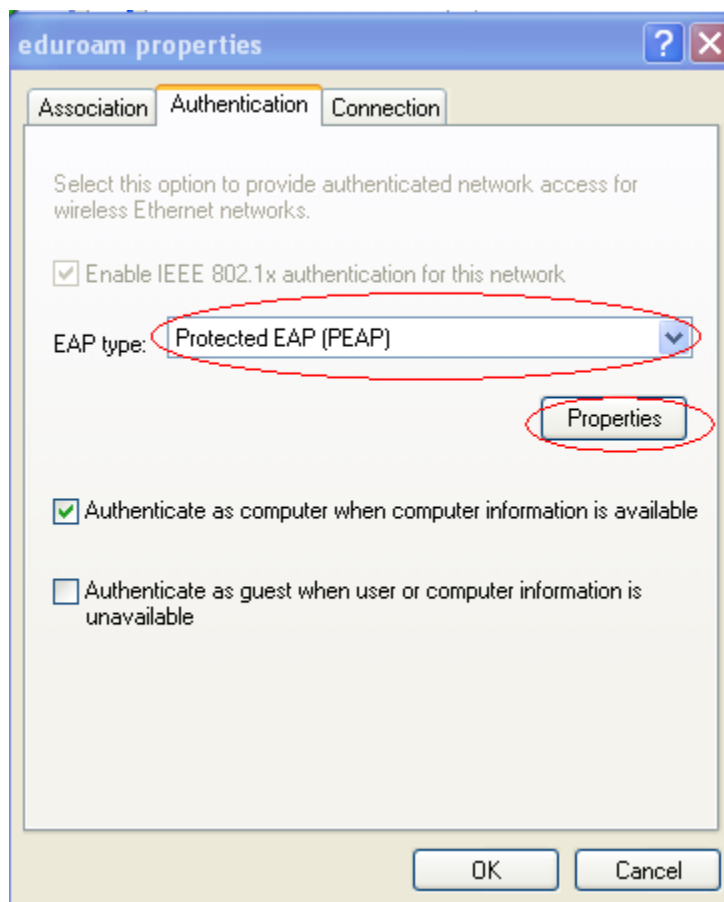 eduroam properties
Association Authentication Connection
Select this option to provide authenticated network access for
wireless Ethernet networks.
Enable IEEE 802.1x authentication for this network
EAP type: Protected EAP (PEAP)
Properties
Authenticate as computer when computer information is available
Authenticate as guest when user or computer information is
unavailable
OK Cancel